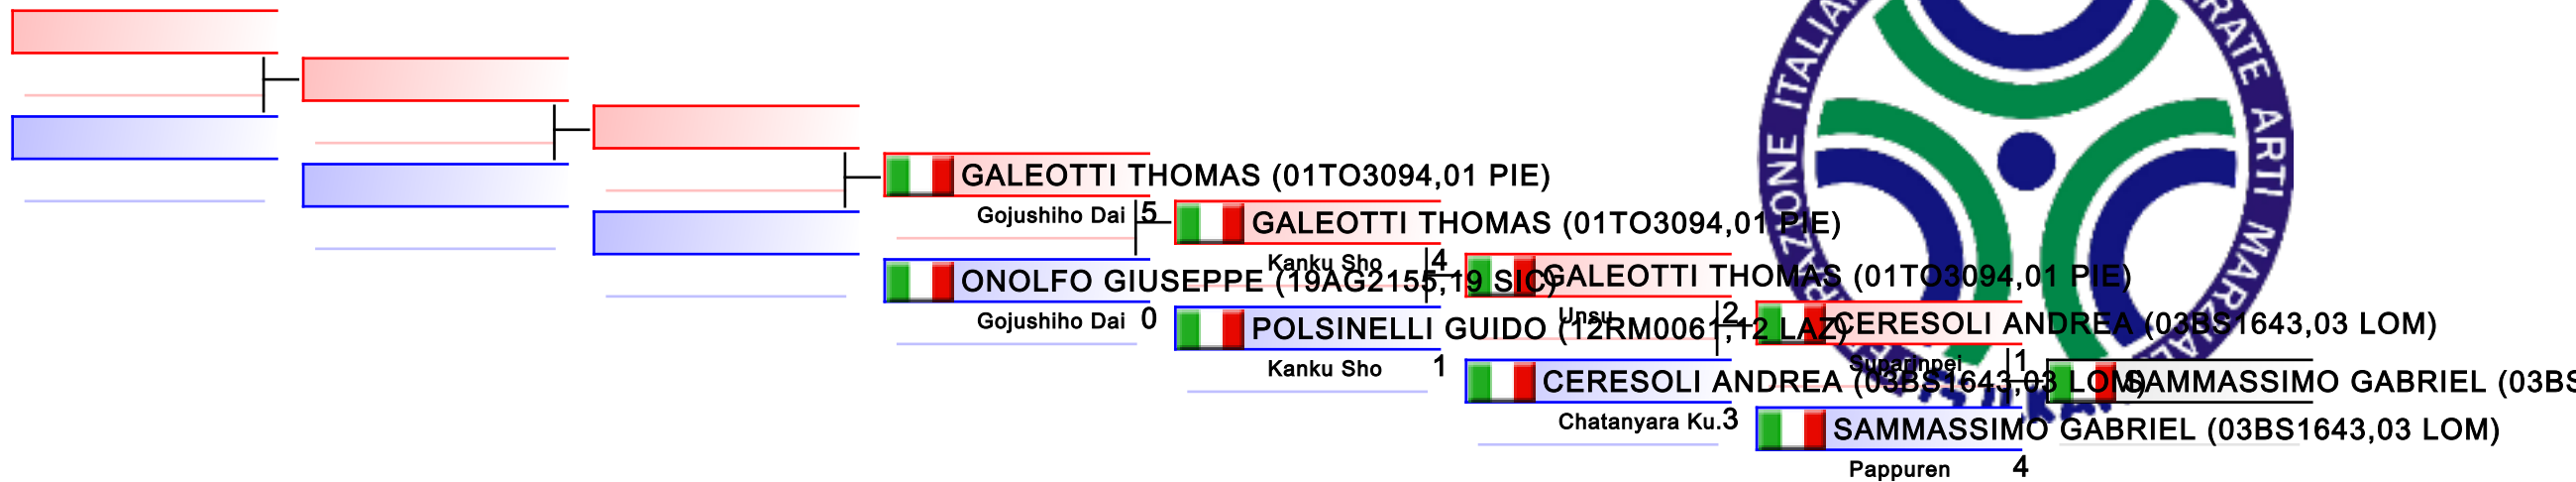 GALEOTTI THOMAS (01TO3094,01 PIE)
Gojushiho Dai 5
ONOLFO GIUSEPPE (19AG2155,19 SIC)
Gojushiho Dai 0
GALEOTTI THOMAS (01TO3094,01 PIE)
Kanku Sho 4
POLSINELLI GUIDO (12RM0061,12 LAZ)
Kanku Sho 1
GALEOTTI THOMAS (01TO3094,01 PIE)
Unsu 2
CERESOLI ANDREA (03BS1643,03 LOM)
Chatanyara Ku. 3
CERESOLI ANDREA (03BS1643,03 LOM)
Suparinpei 1
SAMMASSIMO GABRIEL (03BS1643,03 LOM)
Pappuren 4
SAMMASSIMO GABRIEL (03BS
ARTI MARZIAL